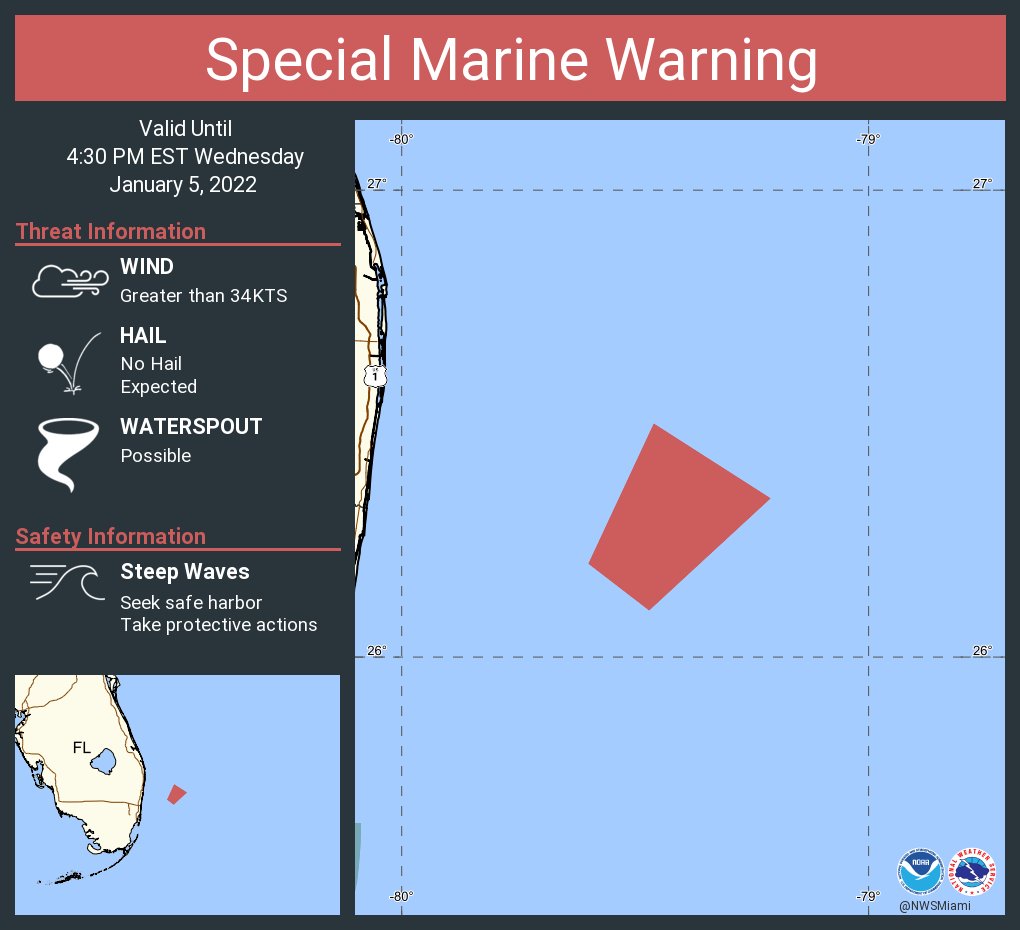 Special Marine Warning
Valid Until
4:30 PM EST Wednesday
January 5, 2022
Threat Information
WIND
Greater than 34KTS
HAIL
No Hail
Expected
WATERSPOUT
Possible
Safety Information
Steep Waves
Seek safe harbor
Take protective actions
FL
-80°
-79°
27°
27°
1
26°
26°
-80°
-79°
NOAA
NATIONAL WEATHER SERVICE
@NWSMiami